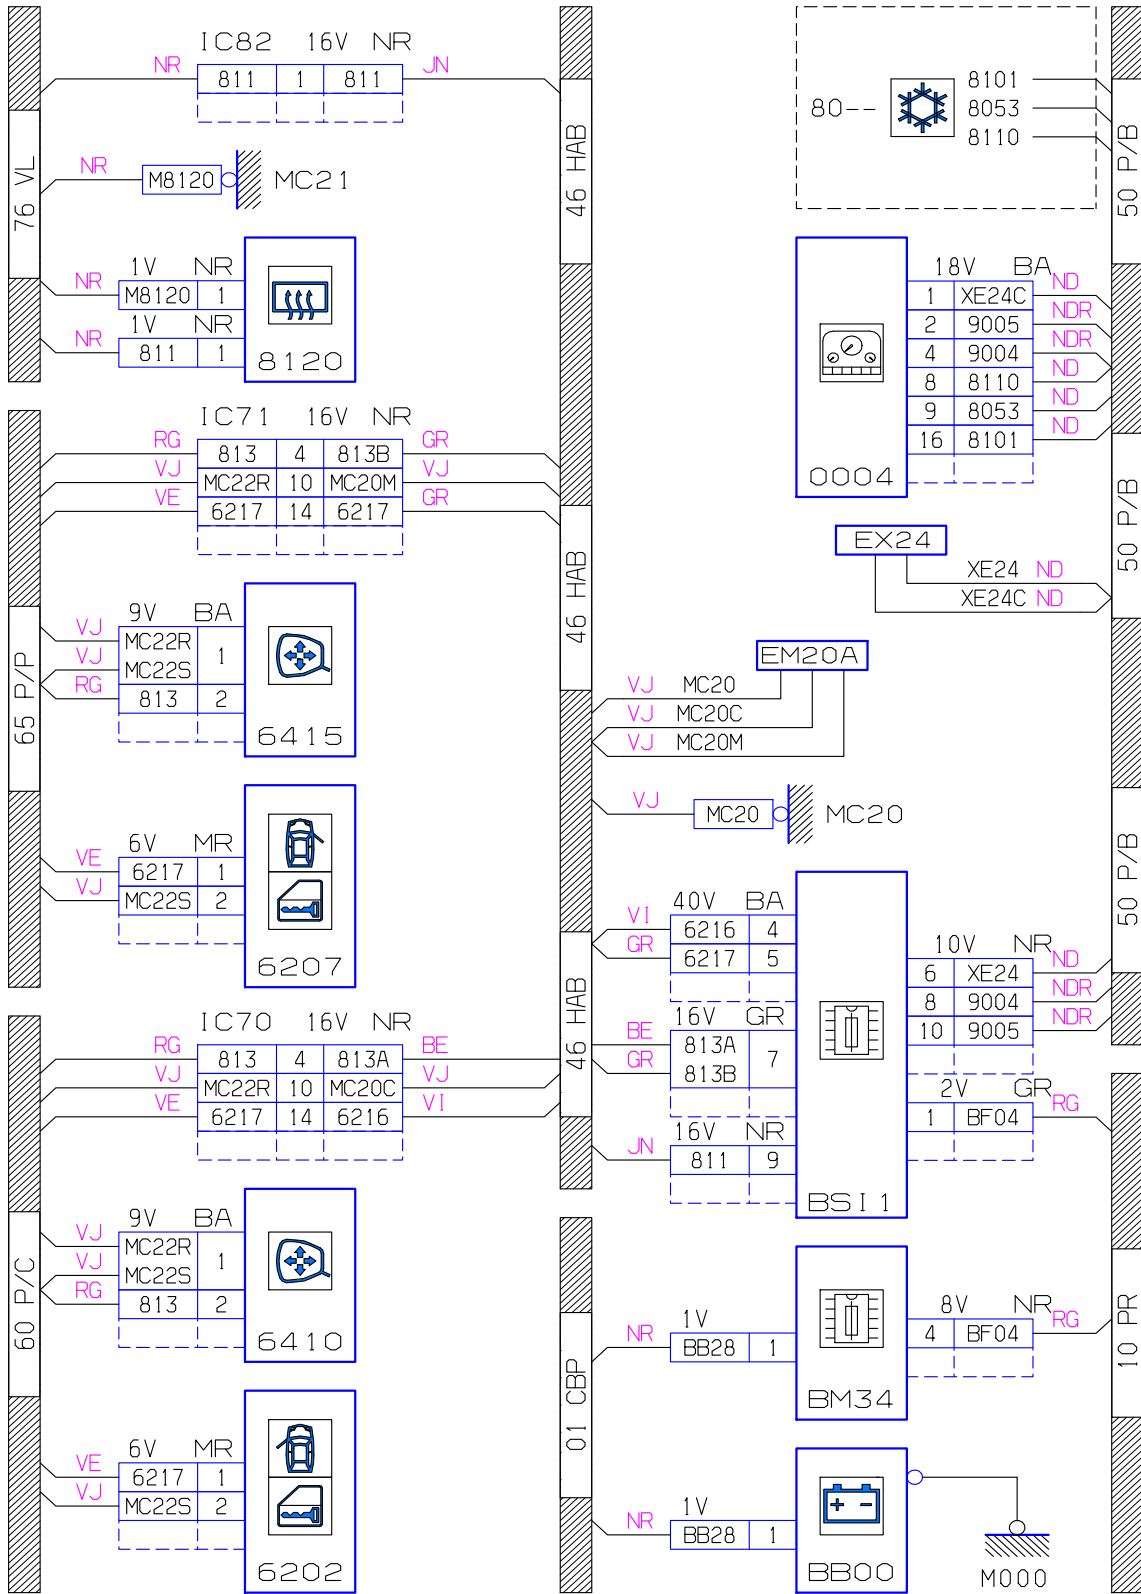 IC82 16V NR
NR 811 1 811 JN
NR M8120 MC21
76 VL
1V NR
NR M8120 1
1V NR
NR 811 1
8120
IC71 16V NR
RG 813 4 813B GR
VJ MC22R 10 MC20M VJ
VE 6217 14 6217 GR
9V BA
VJ MC22R 1
VJ MC22S
RG 813 2
6415
65 P/P
6V MR
VE 6217 1
VJ MC22S 2
6207
IC70 16V NR
RG 813 4 813A BE
VJ MC22R 10 MC20C VJ
VE 6217 14 6216 VI
9V BA
VJ MC22R 1
VJ MC22S
RG 813 2
6410
60 P/C
6V MR
VE 6217 1
VJ MC22S 2
6202
46 HAB
46 HAB
46 HAB
01 CBP
80--
8101
8053
8110
50 P/B
18V BA
1 XE24C ND
2 9005 NDR
4 9004 NDR
8 8110 ND
9 8053 ND
16 8101 ND
0004
EX24
XE24 ND
XE24C ND
50 P/B
EM20A
VJ MC20
VJ MC20C
VJ MC20M
VJ MC20 MC20
50 P/B
40V BA
VI 6216 4
GR 6217 5
16V GR
BE 813A 7
GR 813B
16V NR
JN 811 9
10V NR
6 XE24 ND
8 9004 NDR
10 9005 NDR
2V GR
1 BF04 RG
BSI1
1V
NR BB28 1
8V NR
4 BF04 RG
BM34
10 PR
1V
NR BB28 1
+ -
BB00
M000